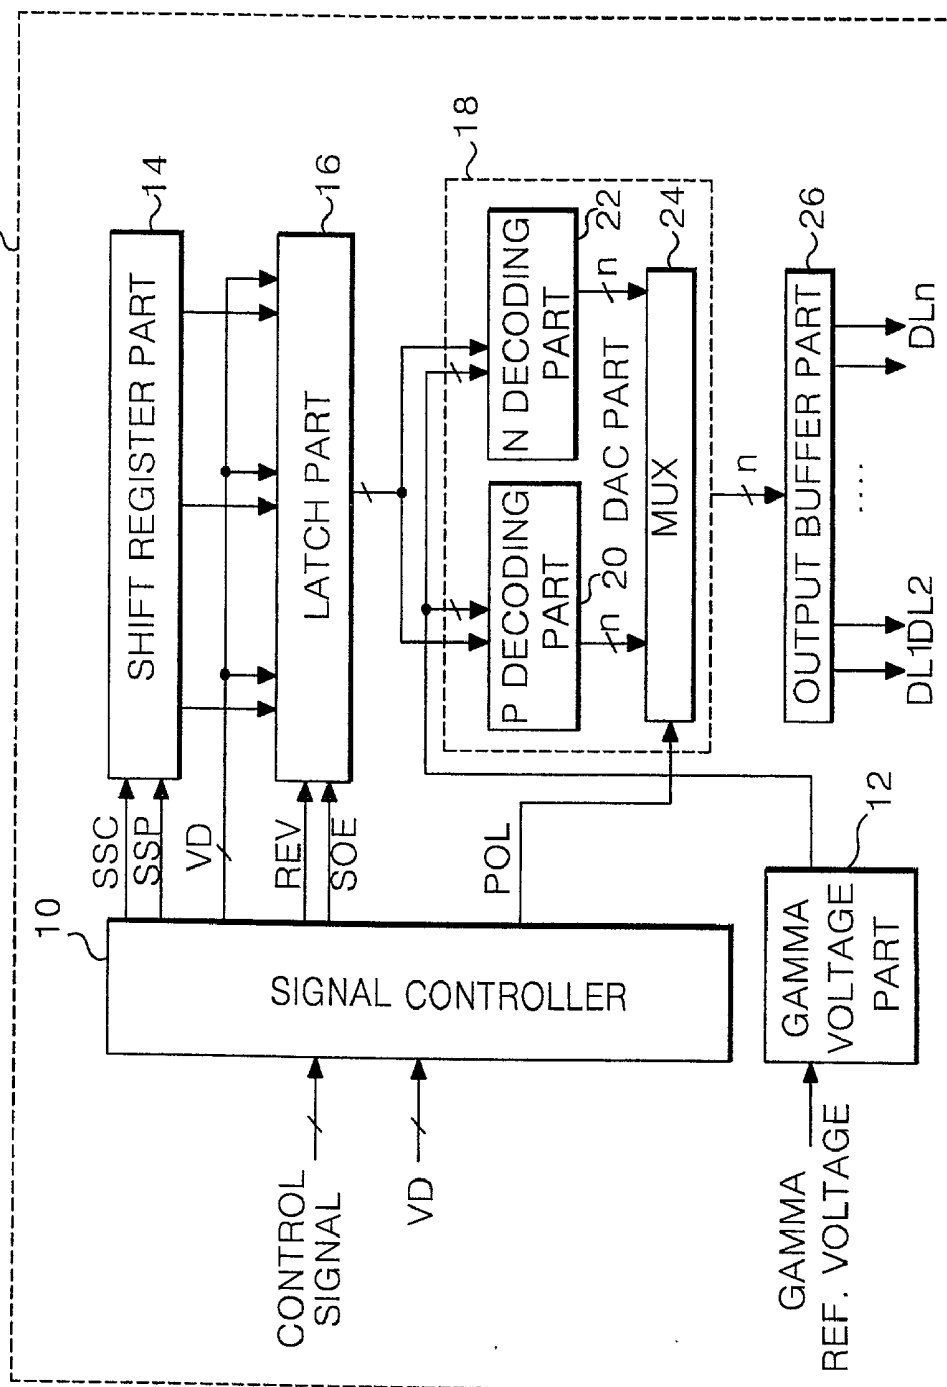 14
SHIFT REGISTER PART
16
LATCH PART
18
N DECODING
PART
22
n
P DECODING
PART
20
n
DAC PART
24
MUX
n
26
OUTPUT BUFFER PART
DL1
DL2
....
DLn
SSC
SSP
VD
REV
SOE
POL
10
SIGNAL CONTROLLER
12
GAMMA
VOLTAGE
PART
CONTROL
SIGNAL
VD
GAMMA
REF. VOLTAGE